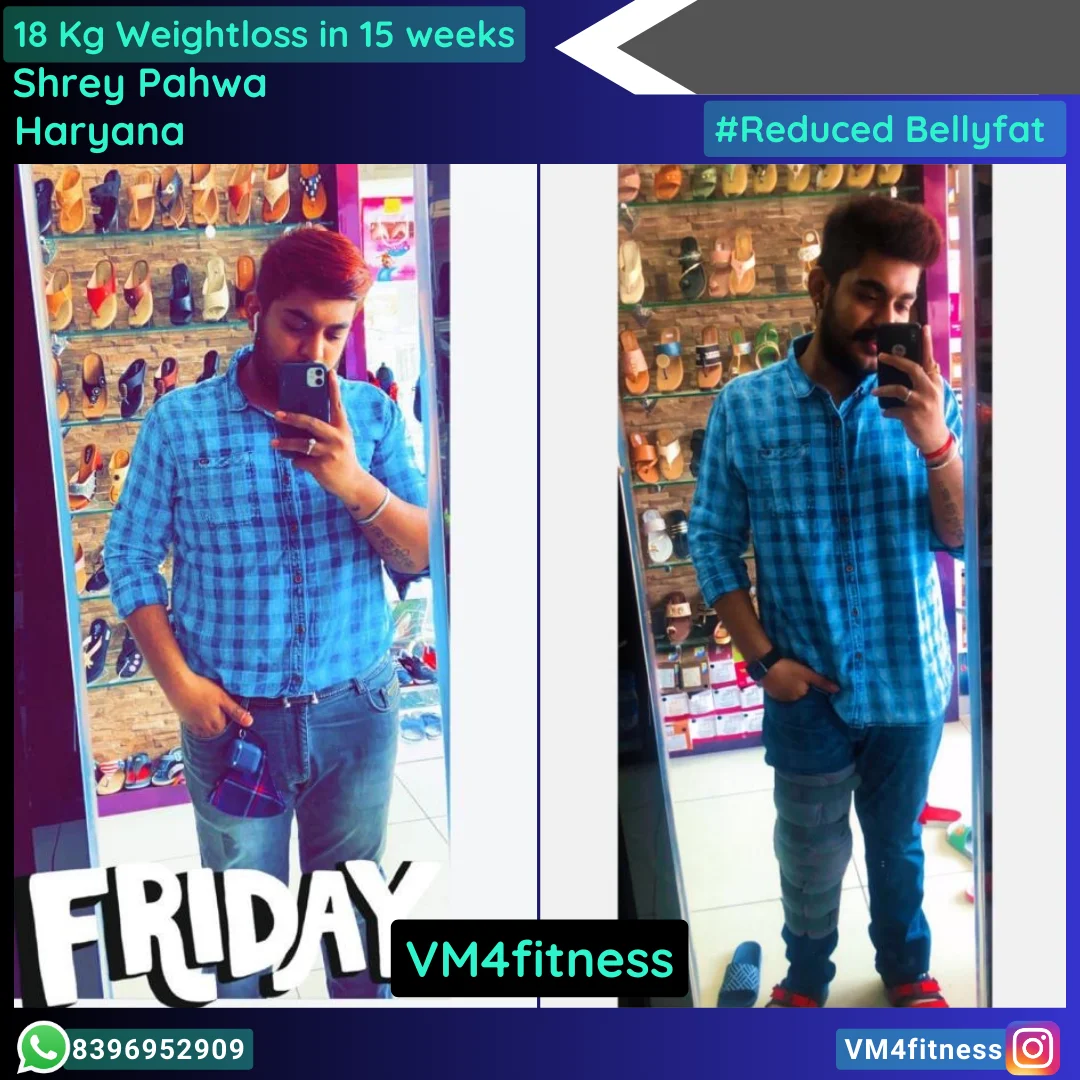 18 Kg Weightloss in 15 weeks
Shrey Pahwa
Haryana
#Reduced Bellyfat
FRIDAY
VM4fitness
8396952909
VM4fitness